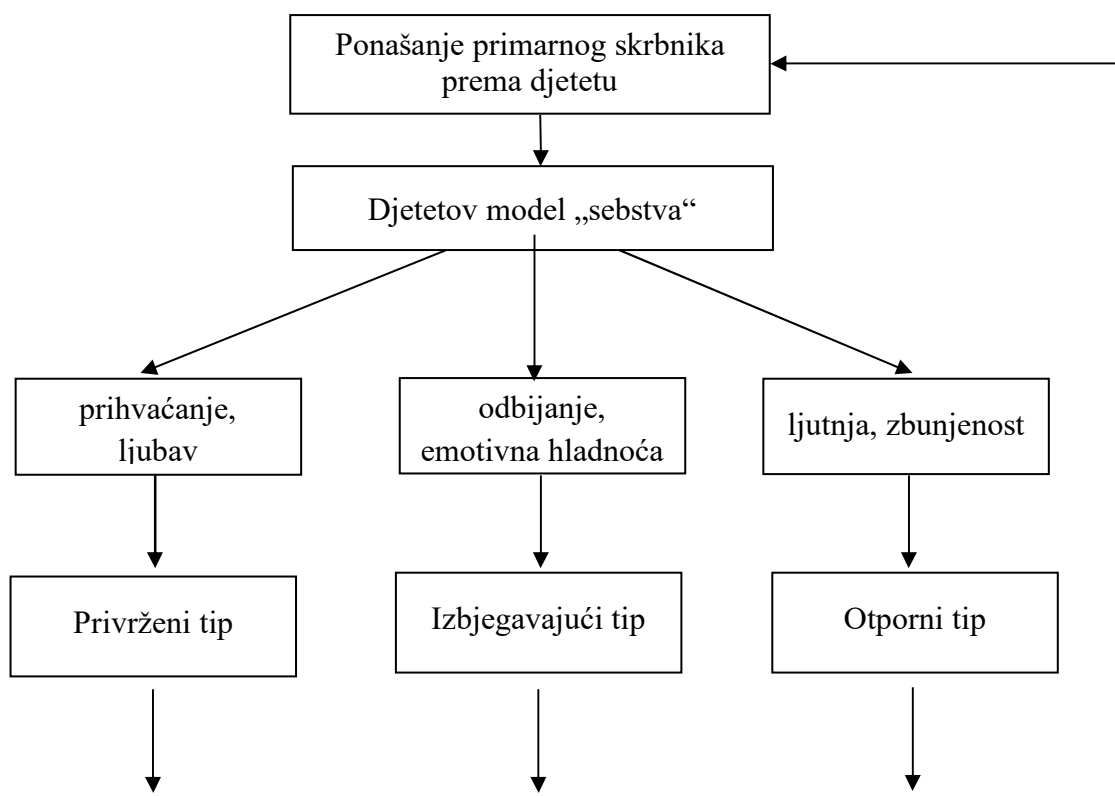 Ponašanje primarnog skrbnika
prema djetetu
Djetetov model „sebstva“
prihvaćanje,
ljubav
odbijanje,
emotivna hladnoća
ljutnja, zbunjenost
Privrženi tip
Izbjegavajući tip
Otporni tip